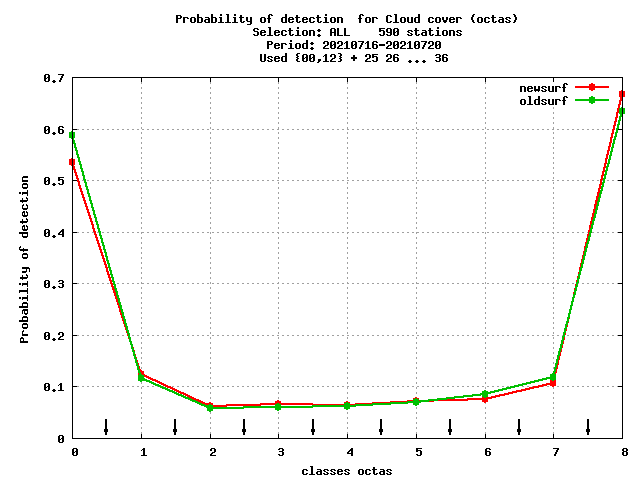 Probability of detection  for Cloud cover (octas)
Selection: ALL    590 stations
Period: 20210716-20210720
Used {00,12} + 25 26 ... 36
newsurf
oldsurf
Probability of detection
0.7
0.6
0.5
0.4
0.3
0.2
0.1
0
0 1 2 3 4 5 6 7 8
classes octas